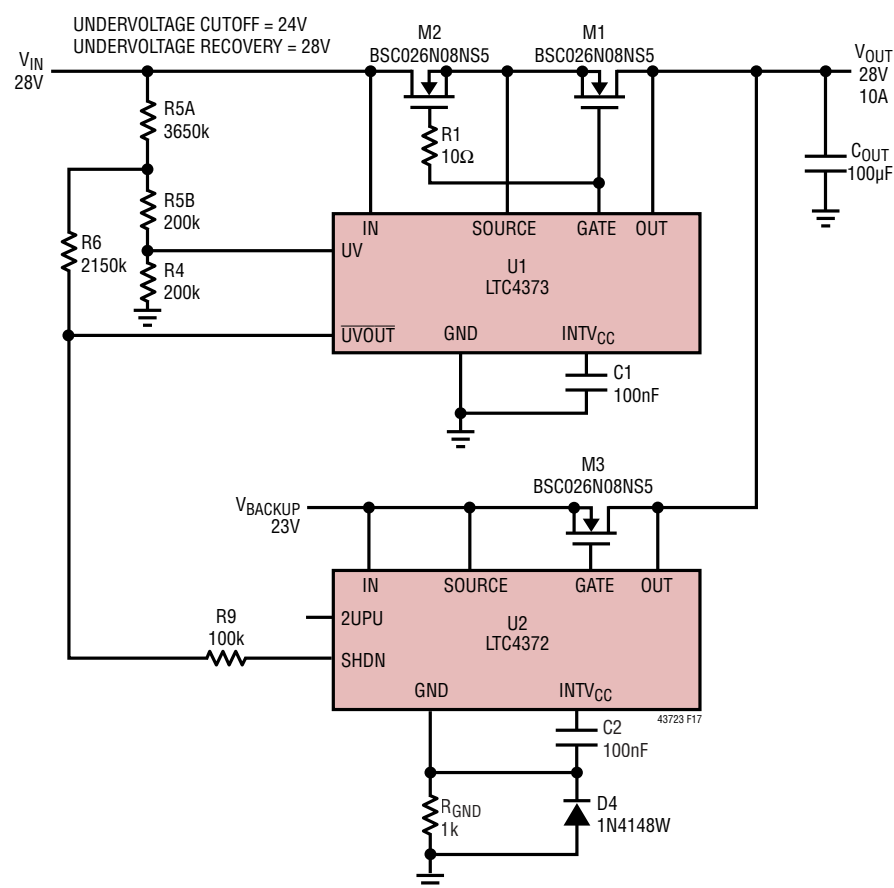 UNDERVOLTAGE CUTOFF = 24V
UNDERVOLTAGE RECOVERY = 28V
M2
BSC026N08NS5
M1
BSC026N08NS5
VIN
28V
VOUT
28V
10A
R5A
3650k
R1
10Ω
COUT
100µF
R5B
200k
R6
2150k
R4
200k
IN
SOURCE
GATE
OUT
UV
U1
LTC4373
UVOUT
GND
INTVCC
C1
100nF
M3
BSC026N08NS5
VBACKUP
23V
IN
SOURCE
GATE
OUT
R9
100k
2UPU
U2
LTC4372
SHDN
GND
INTVCC
43723 F17
C2
100nF
RGND
1k
D4
1N4148W